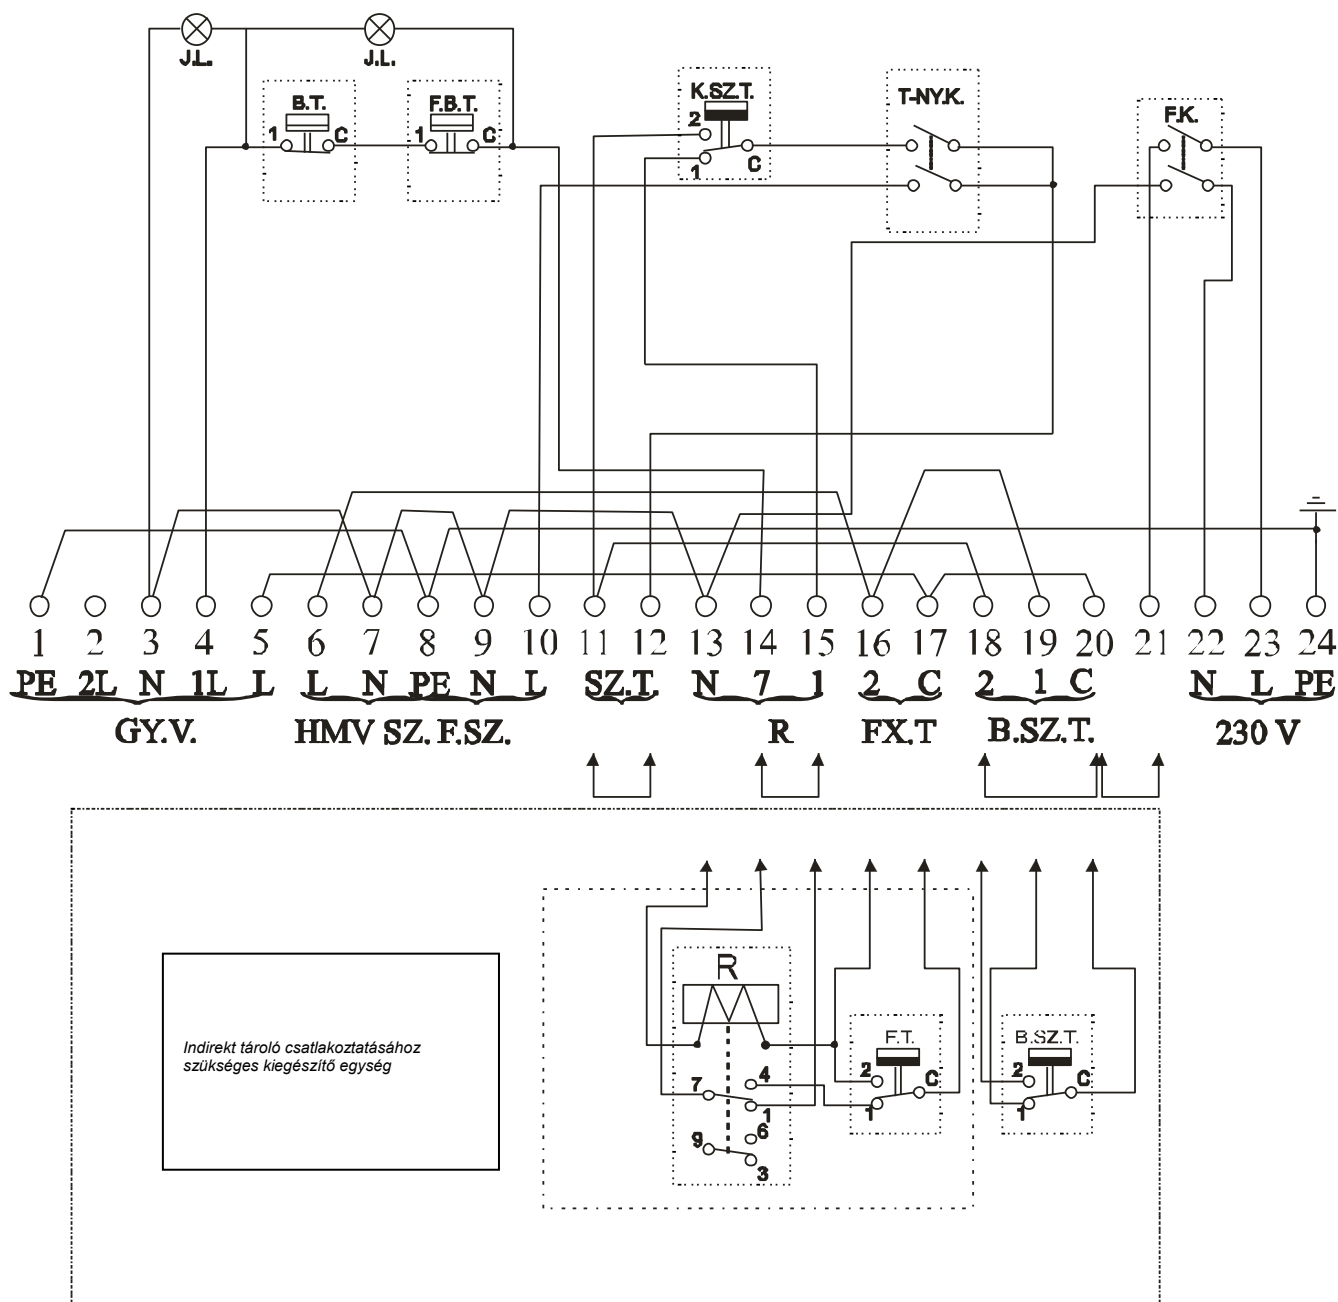 J.L. J.L.
B.T. F.B.T. K.SZ.T. T-NY.K. F.K.
1 C 1 C 2 1 C
1 2 3 4 5 6 7 8 9 10 11 12 13 14 15 16 17 18 19 20 21 22 23 24
PE 2L N 1L L L N PE N L SZ.T. N 7 1 2 C 2 1 C N L PE
GY.V. HMV SZ. F.SZ. R FX.T B.SZ.T. 230 V
R
Indirekt tároló csatlakoztatásához
szükséges kiegészítő egység
F.T. B.SZ.T.
7 4 1 2 1 C 2 1 C
9 6 3